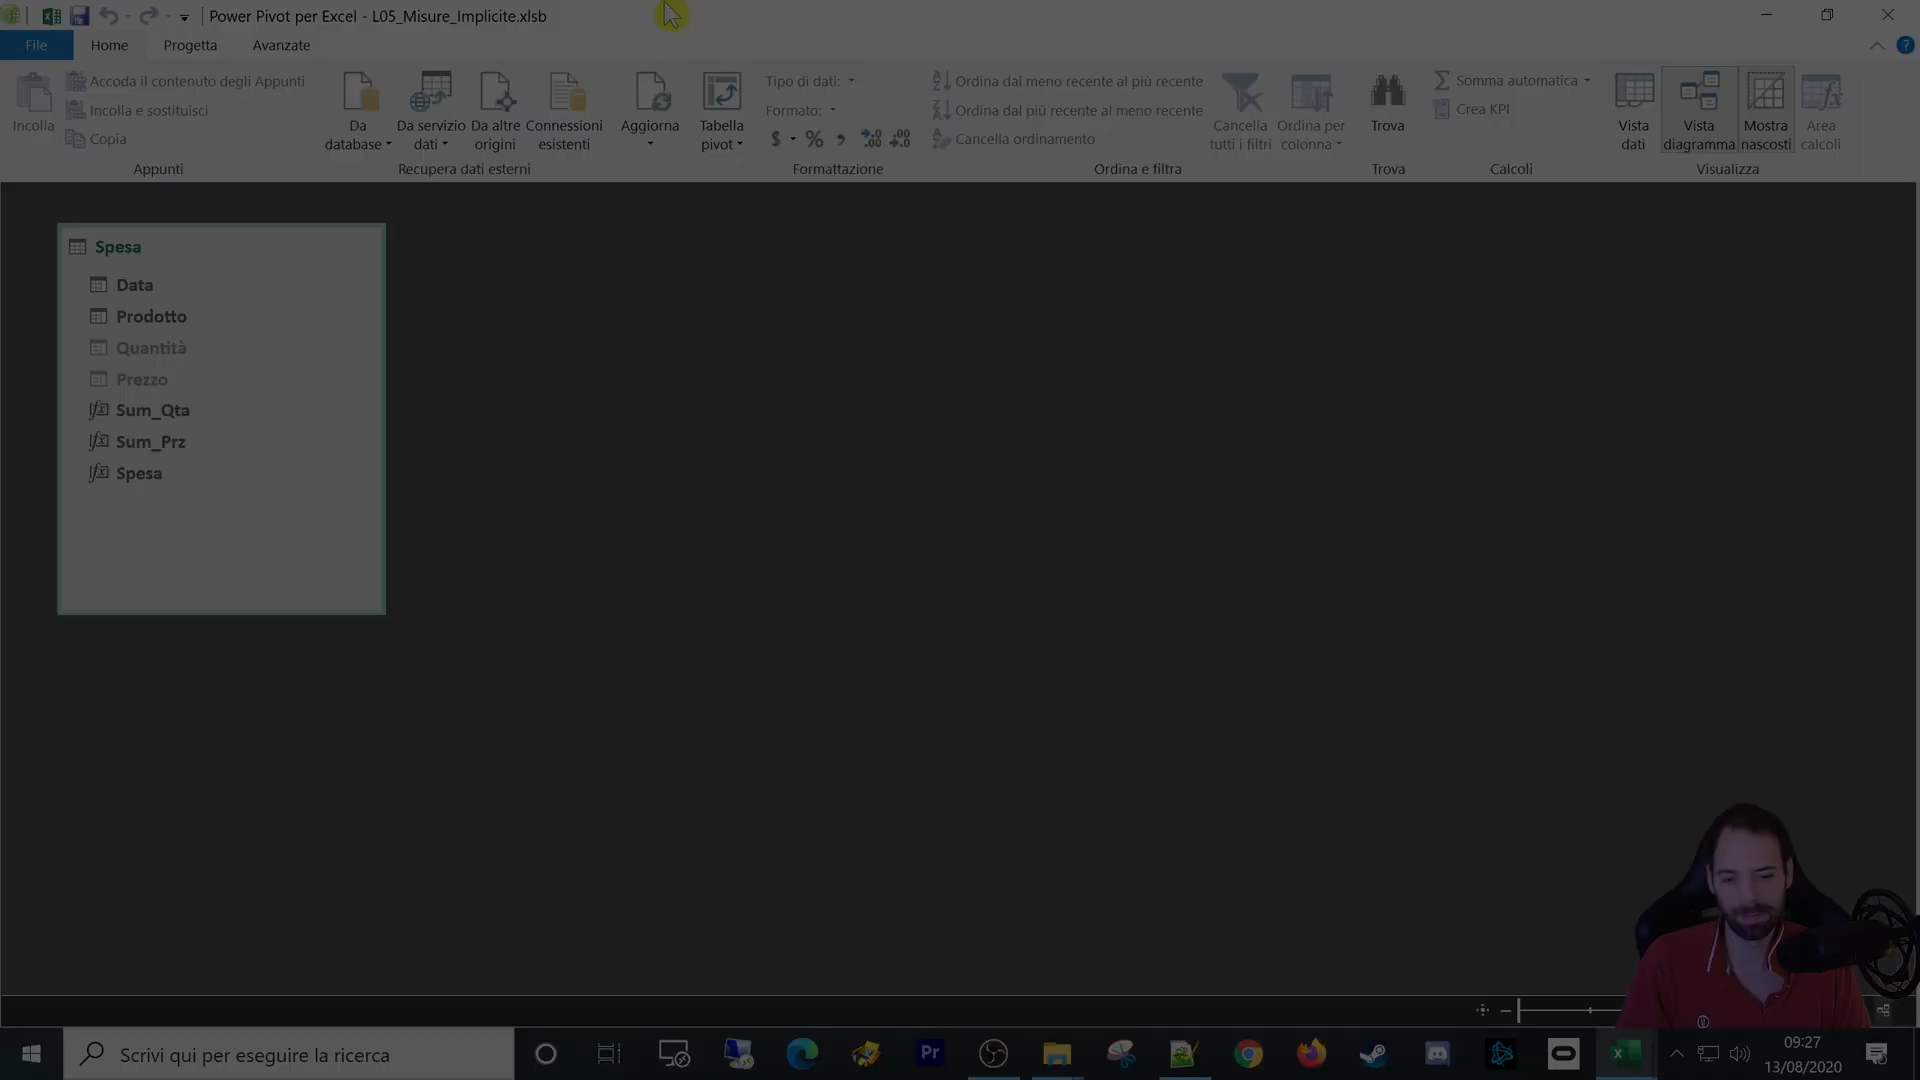 Power Pivot per Excel - L05_Misure_Implicite.xlsb
File
Home
Progetta
Avanzate
?
Incolla
Accoda il contenuto degli Appunti
Incolla e sostituisci
Copia
Appunti
Da database
Da servizio dati
Da altre origini
Connessioni esistenti
Recupera dati esterni
Aggiorna
Tabella pivot
Tipo di dati:
Formato:
$ % ,
Formattazione
Ordina dal meno recente al più recente
Ordina dal più recente al meno recente
Cancella ordinamento
Cancella tutti i filtri
Ordina per colonna
Ordina e filtra
Trova
Trova
Somma automatica
Crea KPI
Calcoli
Vista dati
Vista diagramma
Mostra nascosti
Area calcoli
Visualizza
Spesa
Data
Prodotto
Quantità
Prezzo
Sum_Qta
Sum_Prz
Spesa
Scrivi qui per eseguire la ricerca
Pr
09:27
13/08/2020